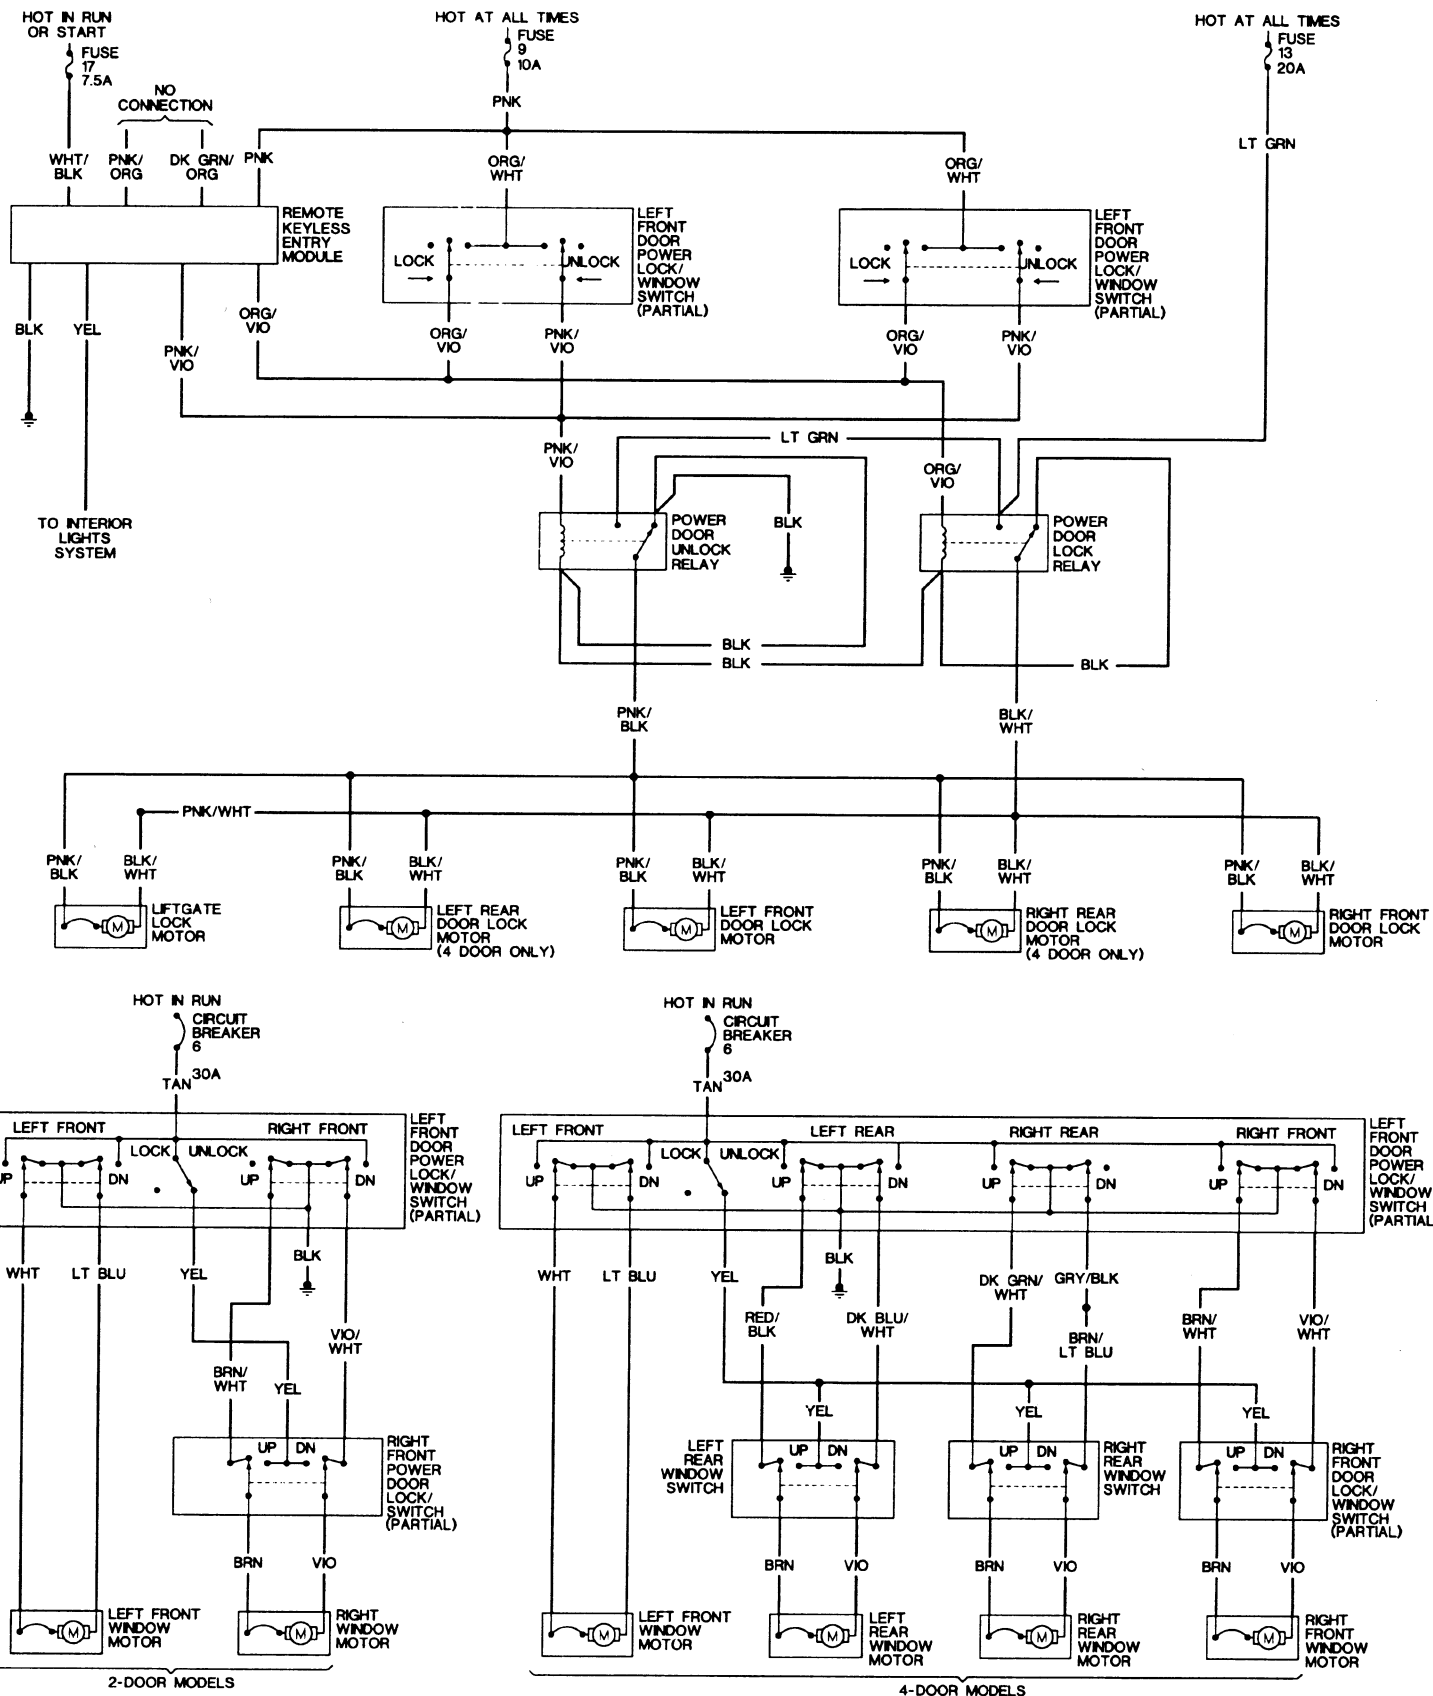 HOT IN RUN
OR START
FUSE
17
7.5A
HOT AT ALL TIMES
FUSE
9
10A
HOT AT ALL TIMES
FUSE
13
20A
NO
CONNECTION
PNK
LT GRN
WHT/
BLK
PNK/
ORG
DK GRN/
ORG
PNK
ORG/
WHT
ORG/
WHT
REMOTE
KEYLESS
ENTRY
MODULE
LOCK
UNLOCK
LEFT
FRONT
DOOR
POWER
LOCK/
WINDOW
SWITCH
(PARTIAL)
LOCK
UNLOCK
LEFT
FRONT
DOOR
POWER
LOCK/
WINDOW
SWITCH
(PARTIAL)
BLK
YEL
PNK/
VIO
ORG/
VIO
ORG/
VIO
PNK/
VIO
ORG/
VIO
PNK/
VIO
LT GRN
PNK/
VIO
ORG/
VIO
TO INTERIOR
LIGHTS
SYSTEM
POWER
DOOR
UNLOCK
RELAY
BLK
POWER
DOOR
LOCK
RELAY
BLK
BLK
BLK
PNK/
BLK
BLK/
WHT
PNK/WHT
PNK/
BLK
BLK/
WHT
PNK/
BLK
BLK/
WHT
PNK/
BLK
BLK/
WHT
PNK/
BLK
BLK/
WHT
PNK/
BLK
BLK/
WHT
M
LIFTGATE
LOCK
MOTOR
M
LEFT REAR
DOOR LOCK
MOTOR
(4 DOOR ONLY)
M
LEFT FRONT
DOOR LOCK
MOTOR
M
RIGHT REAR
DOOR LOCK
MOTOR
(4 DOOR ONLY)
M
RIGHT FRONT
DOOR LOCK
MOTOR
HOT IN RUN
CIRCUIT
BREAKER
6
30A
TAN
HOT IN RUN
CIRCUIT
BREAKER
6
30A
TAN
LEFT FRONT
LOCK
UNLOCK
RIGHT FRONT
UP
DN
UP
DN
LEFT
FRONT
DOOR
POWER
LOCK/
WINDOW
SWITCH
(PARTIAL)
LEFT FRONT
LOCK
UNLOCK
LEFT REAR
RIGHT REAR
RIGHT FRONT
UP
DN
UP
DN
UP
DN
UP
DN
LEFT
FRONT
DOOR
POWER
LOCK/
WINDOW
SWITCH
(PARTIAL
WHT
LT BLU
YEL
BLK
VIO/
WHT
BRN/
WHT
YEL
WHT
LT BLU
YEL
BLK
RED/
BLK
DK BLU/
WHT
DK GRN/
WHT
GRY/BLK
BRN/
LT BLU
BRN/
WHT
VIO/
WHT
YEL
YEL
YEL
UP
DN
RIGHT
FRONT
POWER
DOOR
LOCK/
SWITCH
(PARTIAL)
LEFT
REAR
WINDOW
SWITCH
UP
DN
UP
DN
RIGHT
REAR
WINDOW
SWITCH
UP
DN
RIGHT
FRONT
DOOR
LOCK/
WINDOW
SWITCH
(PARTIAL)
BRN
VIO
BRN
VIO
BRN
VIO
BRN
VIO
M
LEFT FRONT
WINDOW
MOTOR
M
RIGHT
WINDOW
MOTOR
M
LEFT FRONT
WINDOW
MOTOR
M
LEFT
REAR
WINDOW
MOTOR
M
RIGHT
REAR
WINDOW
MOTOR
M
RIGHT
FRONT
WINDOW
MOTOR
2-DOOR MODELS
4-DOOR MODELS